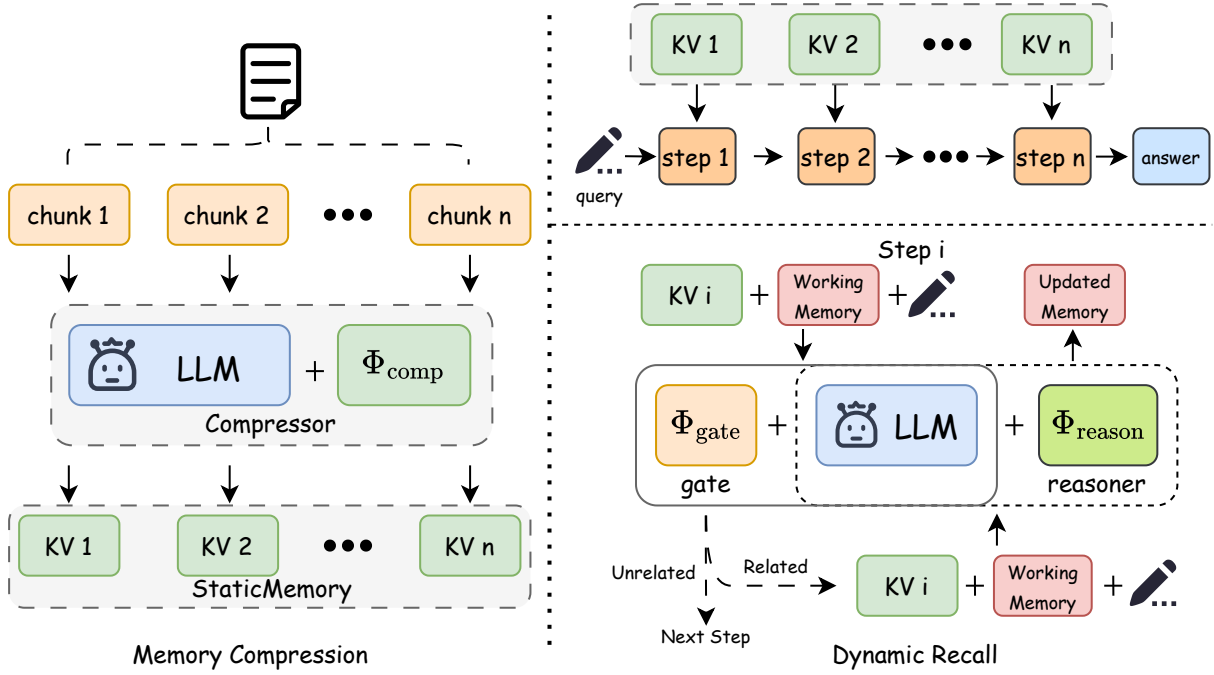 chunk 1
chunk 2
chunk n
LLM
+
Φcomp
Compressor
KV 1
KV 2
KV n
StaticMemory
Memory Compression
KV 1
KV 2
KV n
query
step 1
step 2
step n
answer
Step i
KV i
+
Working
Memory
+
Updated
Memory
Φgate
+
LLM
+
Φreason
gate
reasoner
Unrelated
Related
Next Step
KV i
+
Working
Memory
+
Dynamic Recall